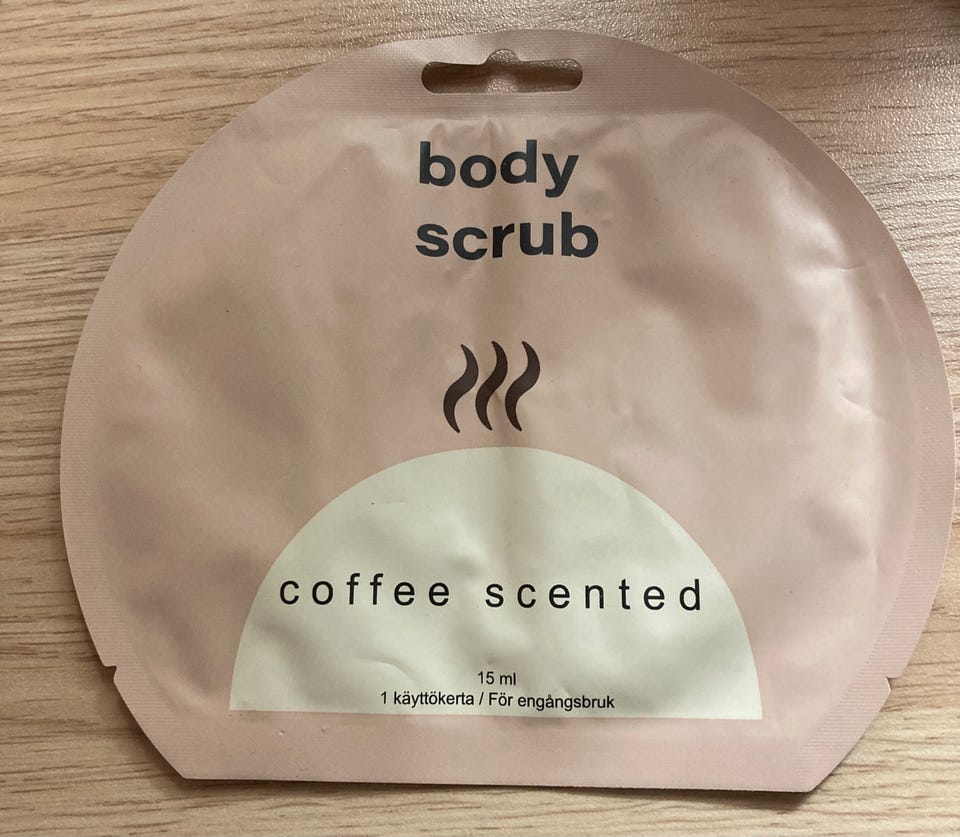 body
scrub
coffee scented
15 ml
1 käyttökerta / För engångsbruk